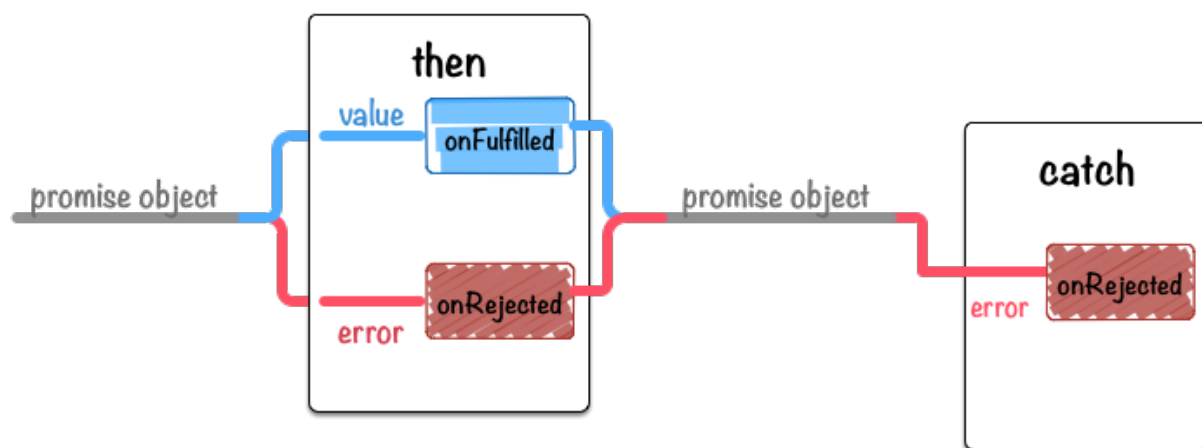 then
value
onFulfilled
promise object
onRejected
error
promise object
catch
onRejected
error